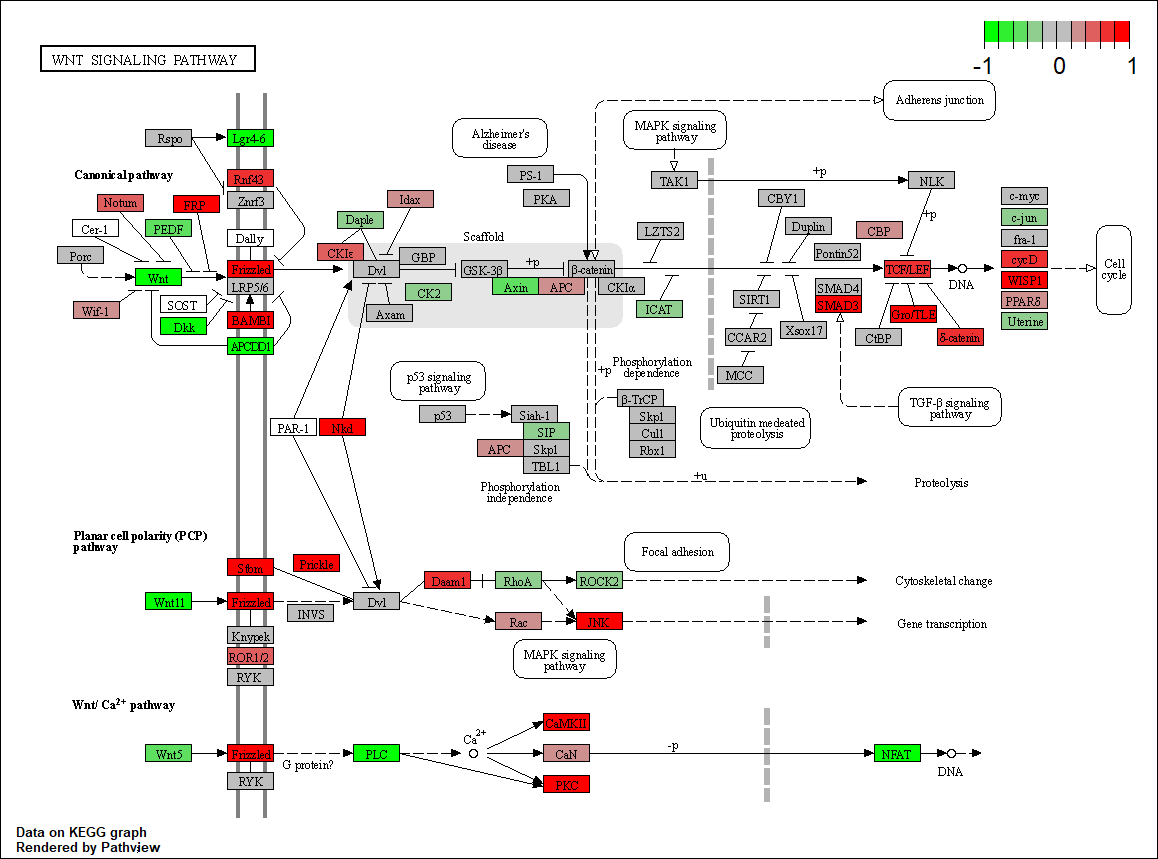 WNT SIGNALING PATHWAY
-1 0 1
Adherens junction
Alzheimer's
disease
MAPK signaling
pathway
Rspo
Lgr4-6
Canonical pathway
Rnf43
Notum
FRP
Znrf3
Cer-1
PEDF
Dally
Porc
Wnt
Frizzled
LRP5/6
Wif-1
SOST
Dkk
BAMBI
APCDD1
PS-1
PKA
Idax
Daple
Scaffold
CKIε
Dvl
GBP
GSK-3β
+p
β-catenin
CK2
Axin
APC
CKIα
Axam
TAK1
+p
NLK
LZTS2
CBY1
Duplin
CBP
+p
Pontin52
TCF/LEF
DNA
ICAT
SIRT1
SMAD4
SMAD3
Gro/TLE
CCAR2
Xsox17
CtBP
δ-catenin
MCC
c-myc
c-jun
fra-1
cycD
WISP1
PPARδ
Uterine
Cell
cycle
TGF-β signaling
pathway
p53 signaling
pathway
+p
Phosphorylation
dependence
p53
Siah-1
β-TrCP
PAR-1
Nkd
SIP
Skp1
Cul1
APC
Skp1
Rbx1
TBL1
Ubiquitin medeated
proteolysis
Phosphorylation
independence
+u
Proteolysis
Planar cell polarity (PCP)
pathway
Stbm
Prickle
Focal adhesion
Daam1
RhoA
ROCK2
Cytoskeletal change
Wnt11
Frizzled
INVS
Dvl
Rac
JNK
Gene transcription
Knypek
ROR1/2
RYK
MAPK signaling
pathway
Wnt/ Ca2+ pathway
Wnt5
Frizzled
G protein?
PLC
Ca2+
CaMKII
CaN
PKC
-p
NFAT
DNA
RYK
Data on KEGG graph
Rendered by Pathview